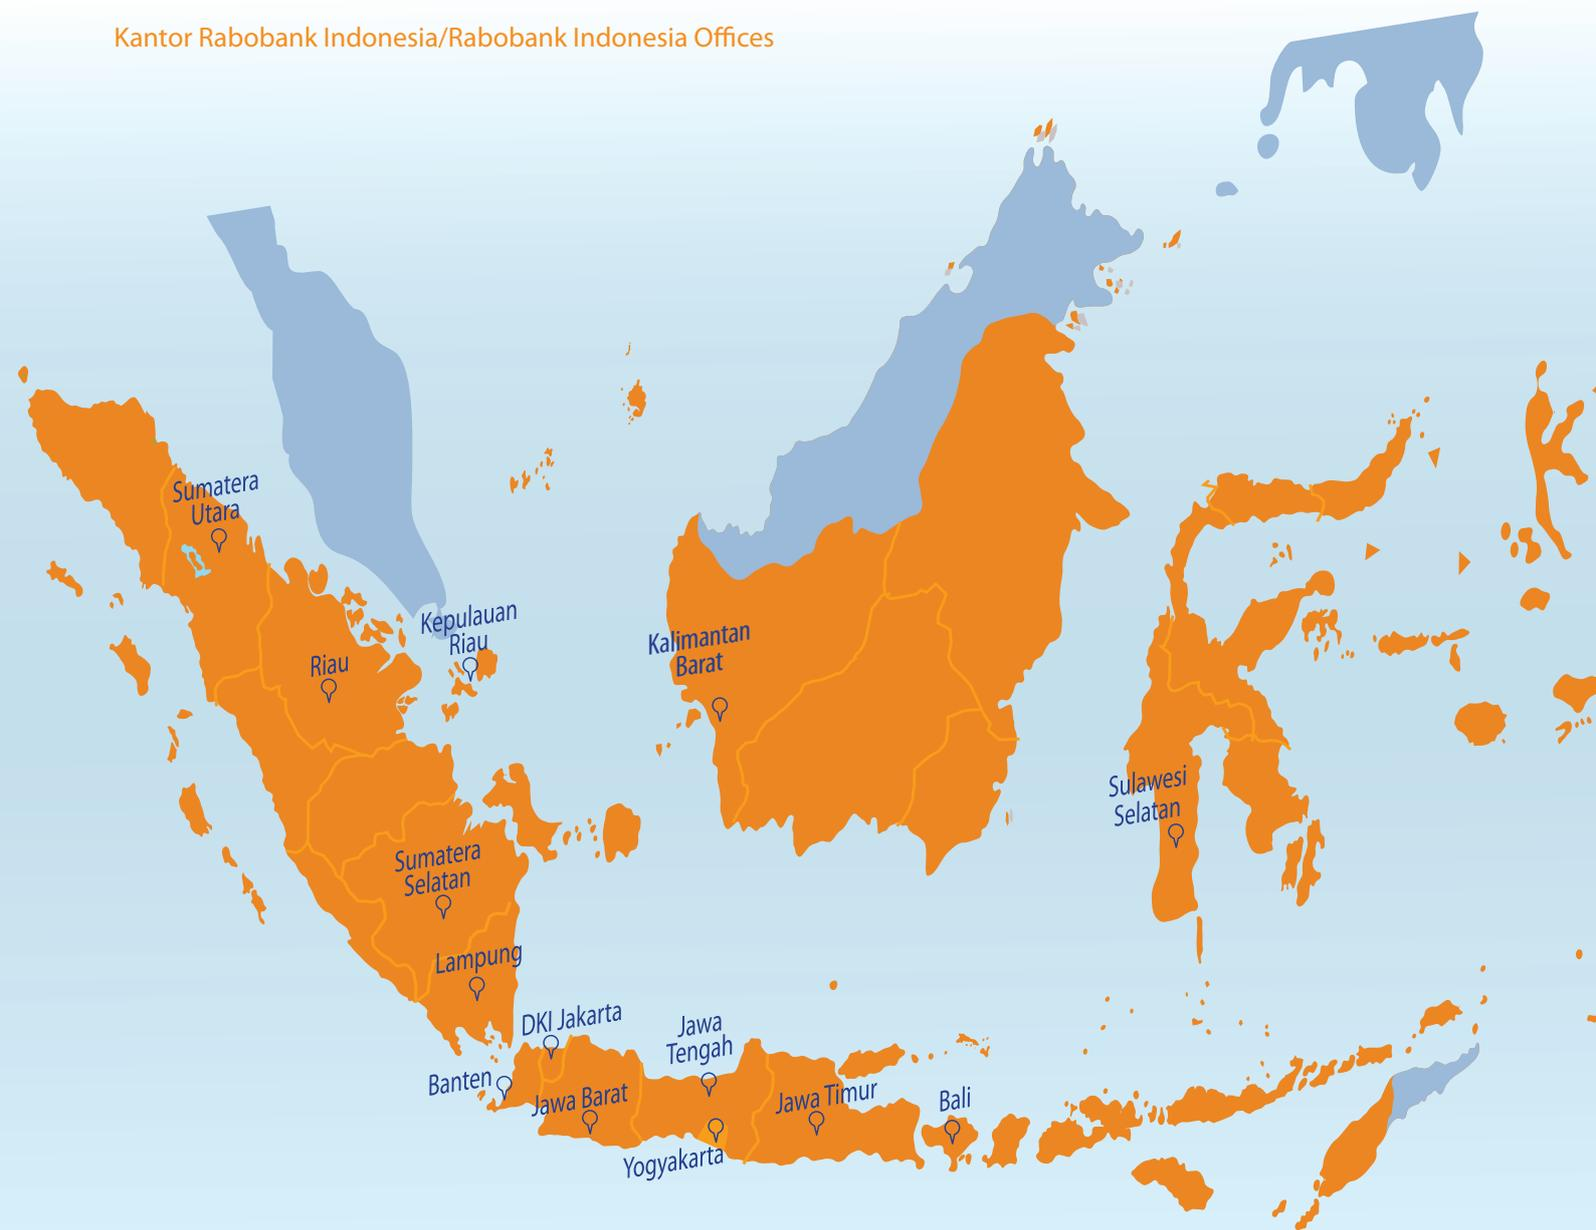 Kantor Rabobank Indonesia/Rabobank Indonesia Offices
Sumatera
Utara
Kepulauan
Riau
Riau
Kalimantan
Barat
Sulawesi
Selatan
Sumatera
Selatan
Lampung
DKI Jakarta
Jawa
Tengah
Banten
Jawa Barat
Jawa Timur
Bali
Yogyakarta